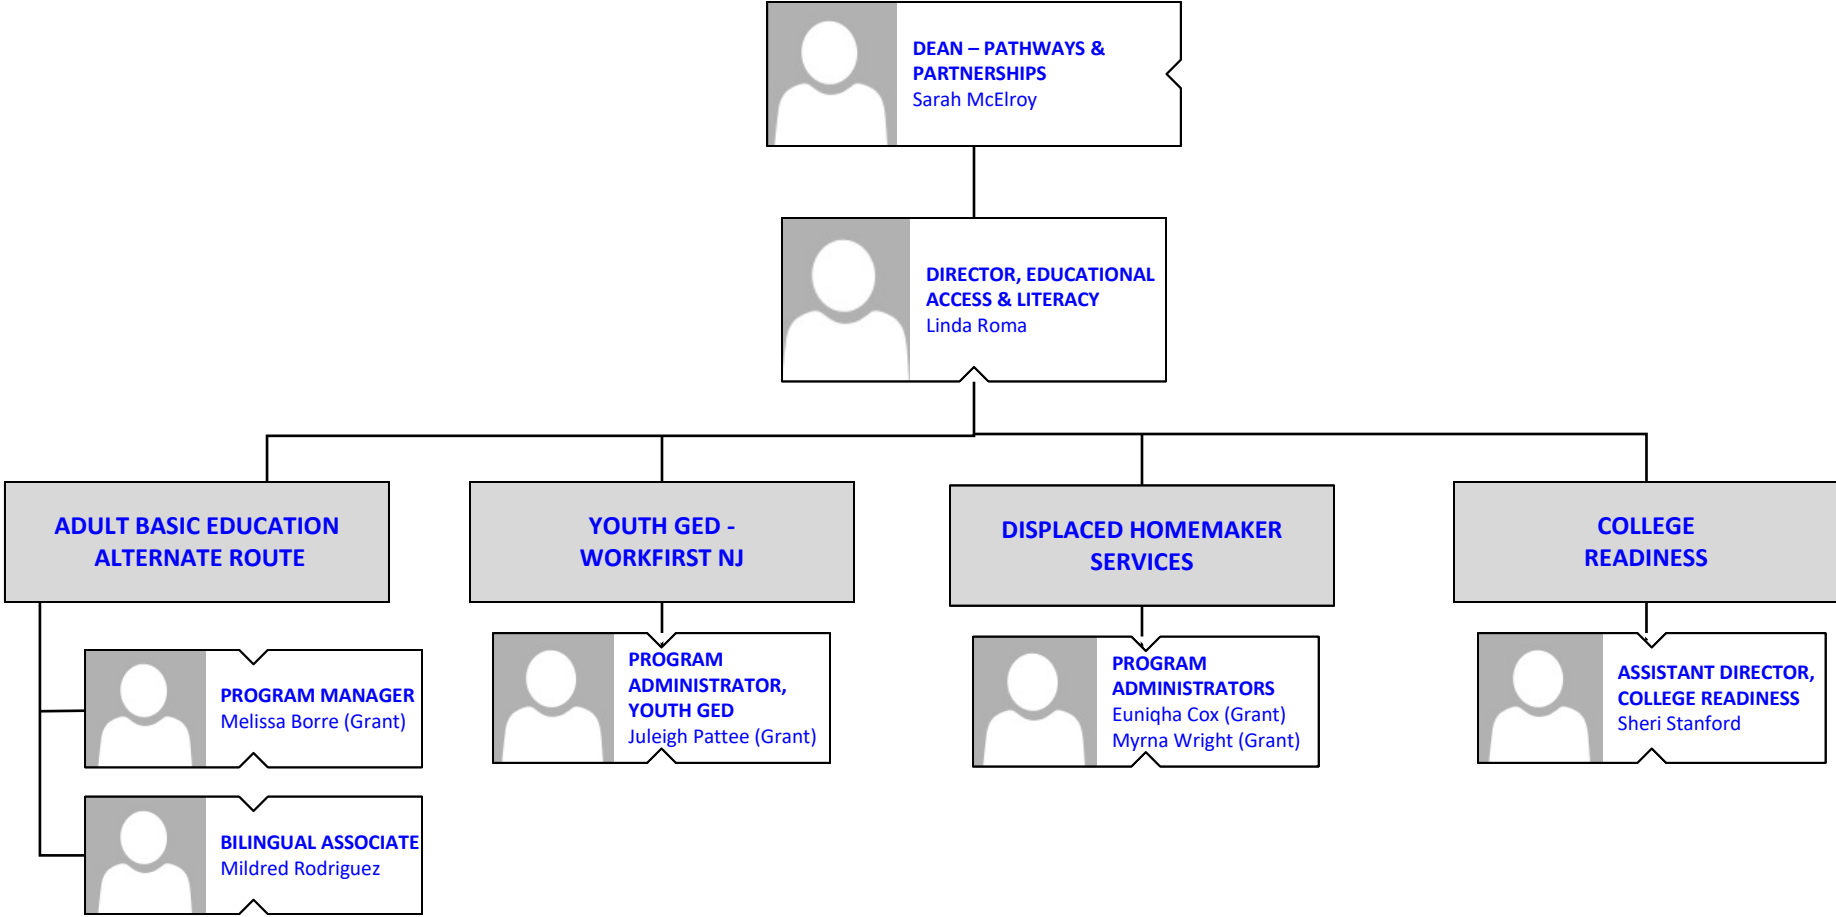 DEAN – PATHWAYS &
PARTNERSHIPS
Sarah McElroy
DIRECTOR, EDUCATIONAL
ACCESS & LITERACY
Linda Roma
ADULT BASIC EDUCATION
ALTERNATE ROUTE
YOUTH GED -
WORKFIRST NJ
DISPLACED HOMEMAKER
SERVICES
COLLEGE
READINESS
PROGRAM MANAGER
Melissa Borre (Grant)
BILINGUAL ASSOCIATE
Mildred Rodriguez
PROGRAM
ADMINISTRATOR,
YOUTH GED
Juleigh Pattee (Grant)
PROGRAM
ADMINISTRATORS
Euniqha Cox (Grant)
Myrna Wright (Grant)
ASSISTANT DIRECTOR,
COLLEGE READINESS
Sheri Stanford